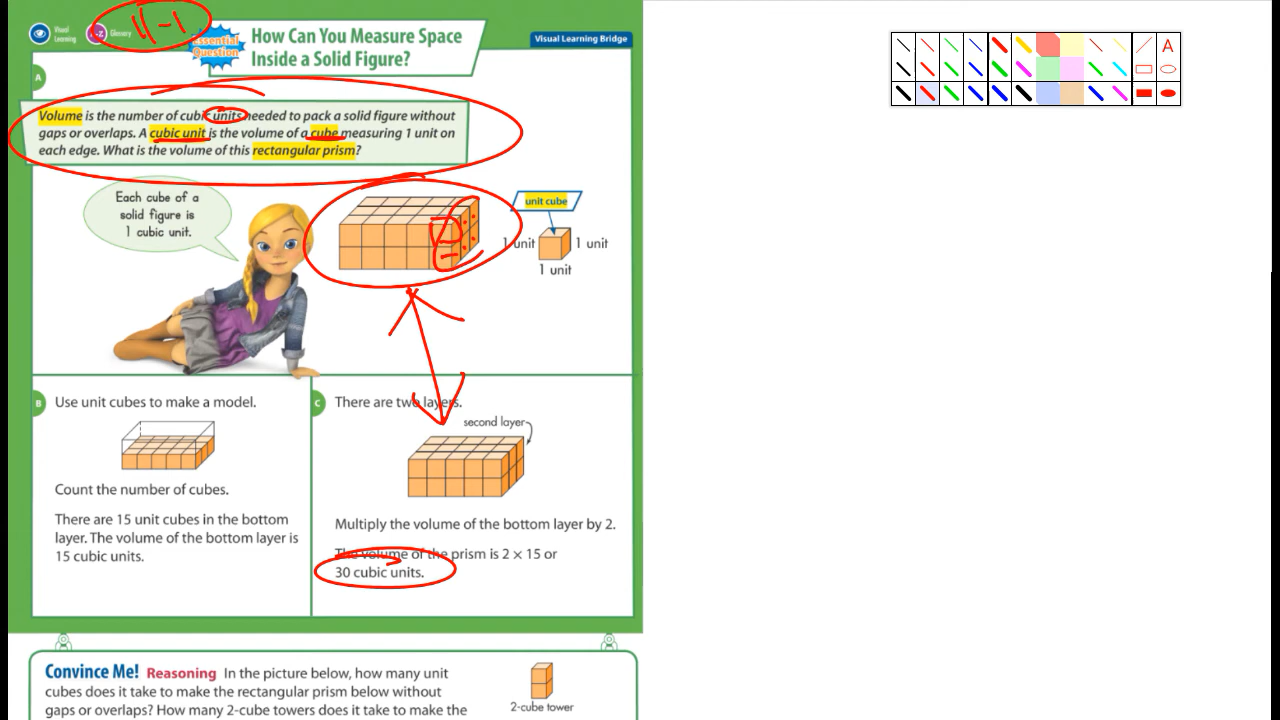 Visual
Learning
A-Z
Glossary
11-1
Essential
Question
How Can You Measure Space
Inside a Solid Figure?
Visual Learning Bridge
A
Volume is the number of cubic units needed to pack a solid figure without
gaps or overlaps. A cubic unit is the volume of a cube measuring 1 unit on
each edge. What is the volume of this rectangular prism?
Each cube of a
solid figure is
1 cubic unit.
unit cube
1 unit
1 unit
1 unit
B
Use unit cubes to make a model.
Count the number of cubes.
There are 15 unit cubes in the bottom
layer. The volume of the bottom layer is
15 cubic units.
C
There are two layers.
second layer
Multiply the volume of the bottom layer by 2.
The volume of the prism is 2 × 15 or
30 cubic units.
Convince Me! Reasoning In the picture below, how many unit
cubes does it take to make the rectangular prism below without
gaps or overlaps? How many 2-cube towers does it take to make the
2-cube tower
A